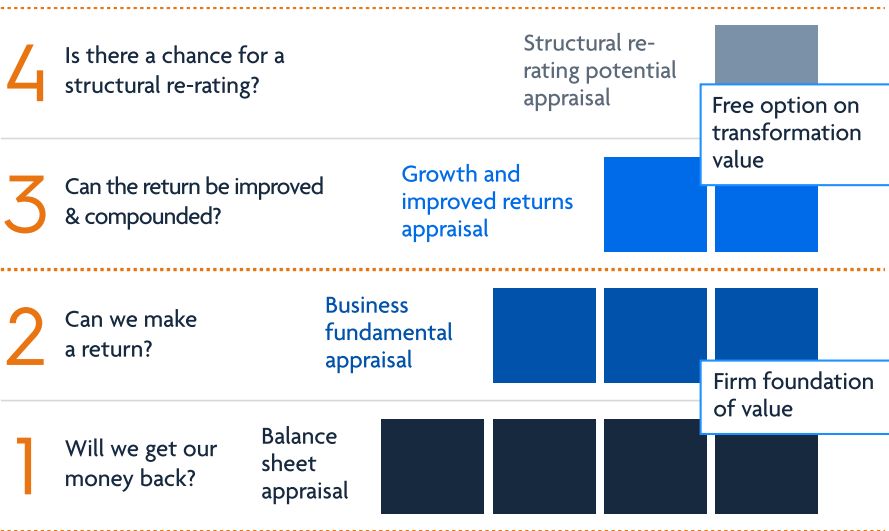 4
Is there a chance for a
structural re-rating?
Structural re-
rating potential
appraisal
Free option on
transformation
value
3
Can the return be improved
& compounded?
Growth and
improved returns
appraisal
2
Can we make
a return?
Business
fundamental
appraisal
Firm foundation
of value
1
Will we get our
money back?
Balance
sheet
appraisal